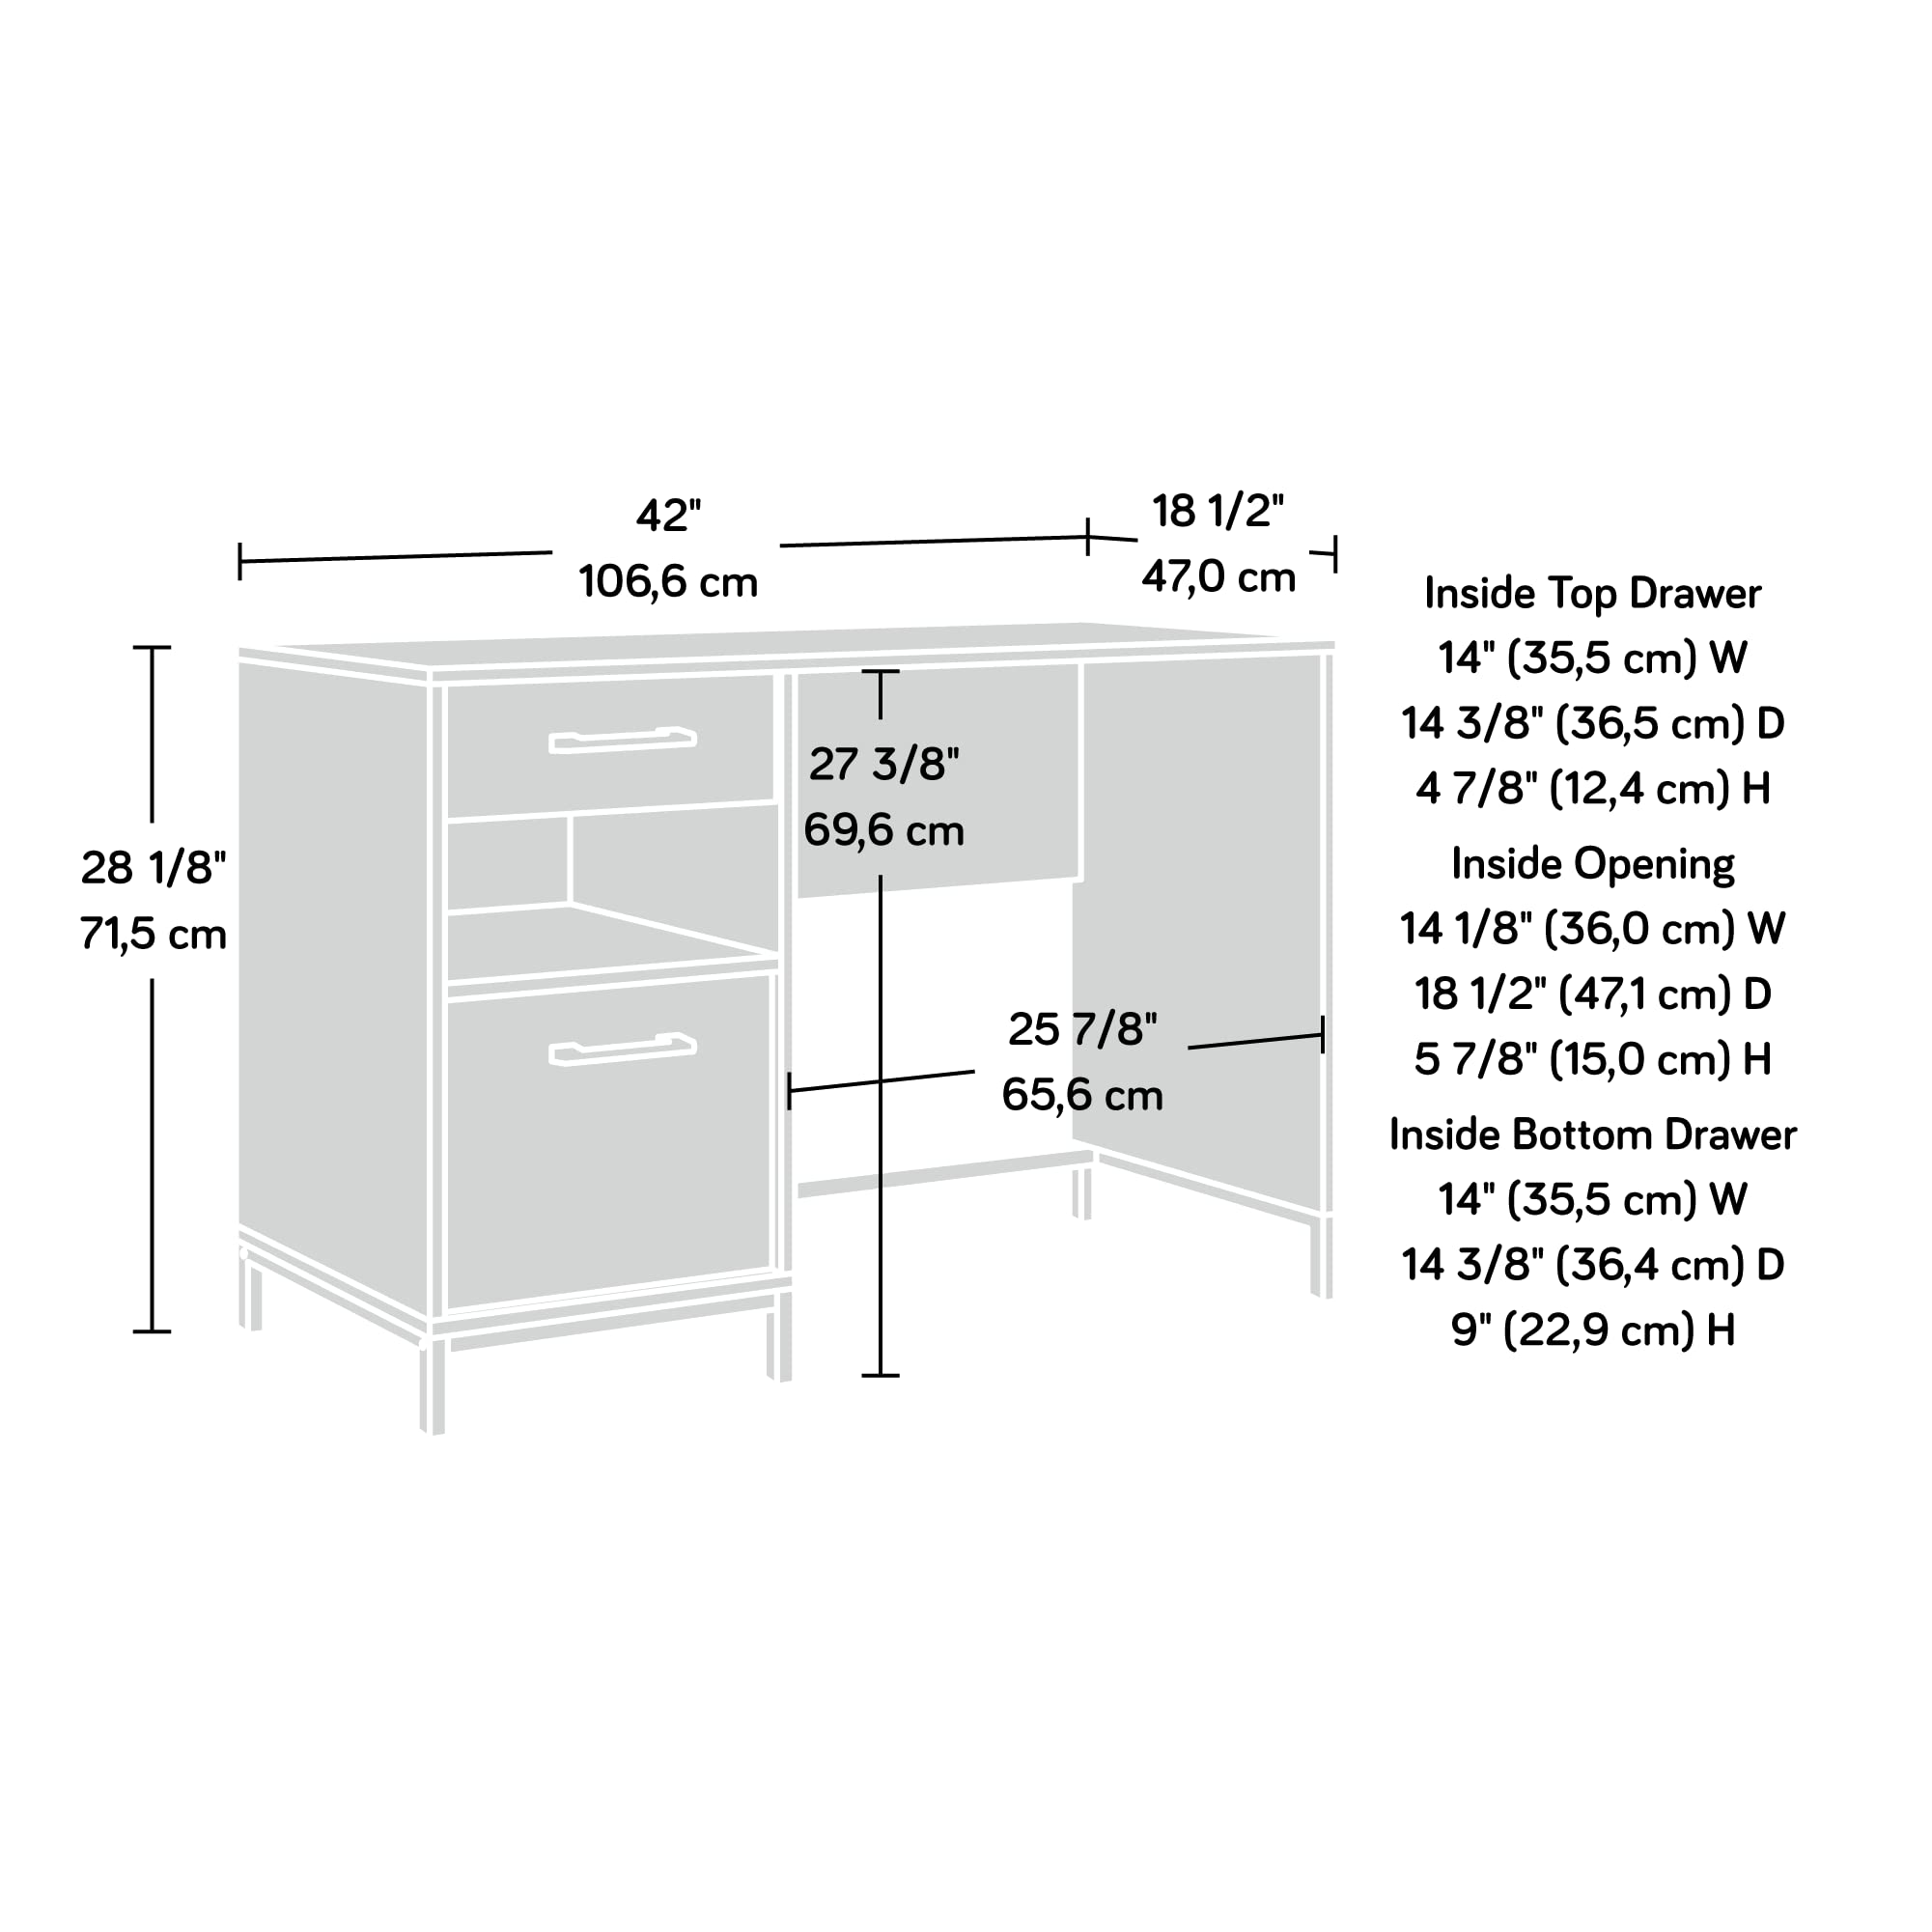 42"
106,6 cm
18 1/2"
47,0 cm
28 1/8"
71,5 cm
27 3/8"
69,6 cm
25 7/8"
65,6 cm
Inside Top Drawer
14" (35,5 cm) W
14 3/8" (36,5 cm) D
4 7/8" (12,4 cm) H
Inside Opening
14 1/8" (36,0 cm) W
18 1/2" (47,1 cm) D
5 7/8" (15,0 cm) H
Inside Bottom Drawer
14" (35,5 cm) W
14 3/8" (36,4 cm) D
9" (22,9 cm) H